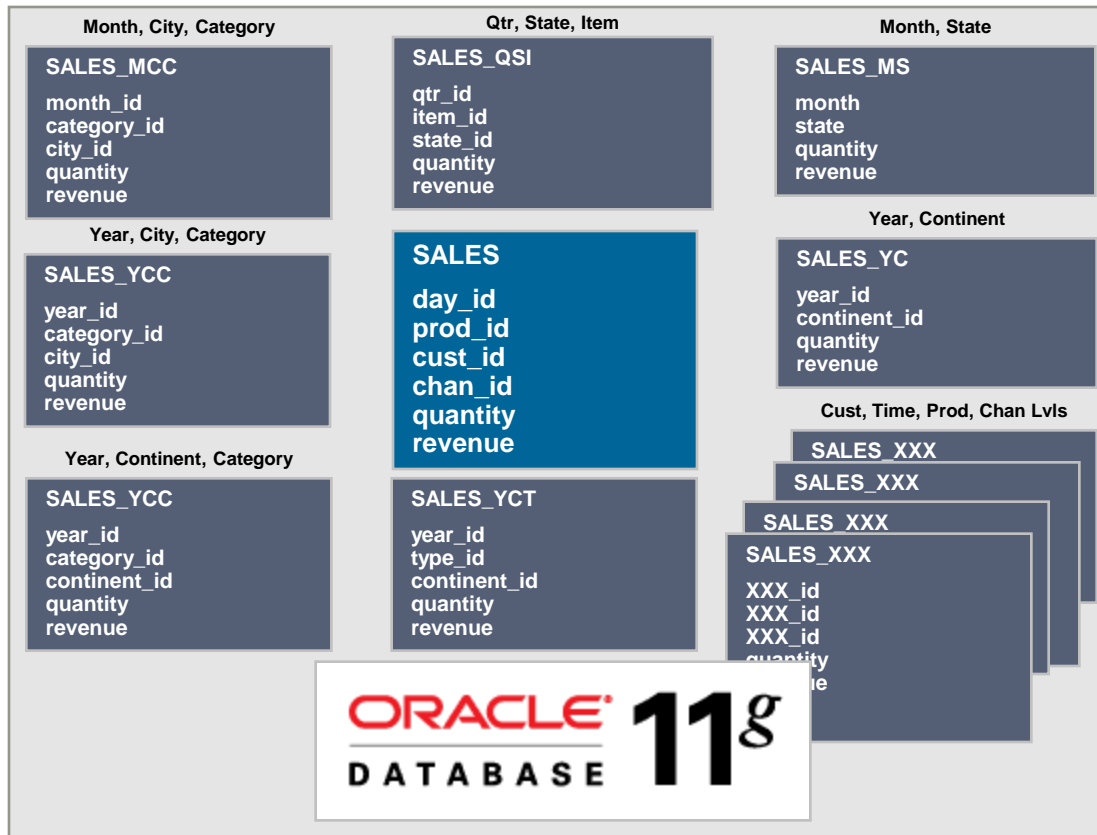 Month, City, Category
SALES_MCC
month_id
category_id
city_id
quantity
revenue
Qtr, State, Item
SALES_QSI
qtr_id
item_id
state_id
quantity
revenue
Month, State
SALES_MS
month
state
quantity
revenue
Year, City, Category
SALES_YCC
year_id
category_id
city_id
quantity
revenue
SALES
day_id
prod_id
cust_id
chan_id
quantity
revenue
Year, Continent
SALES_YC
year_id
continent_id
quantity
revenue
Year, Continent, Category
SALES_YCC
year_id
category_id
continent_id
quantity
revenue
SALES_YCT
year_id
type_id
continent_id
quantity
revenue
Cust, Time, Prod, Chan Lvls
SALES_XXX
SALES_XXX
SALES_XXX
SALES_XXX
XXX_id
XXX_id
XXX_id
quantity
ORACLE
DATABASE
11g